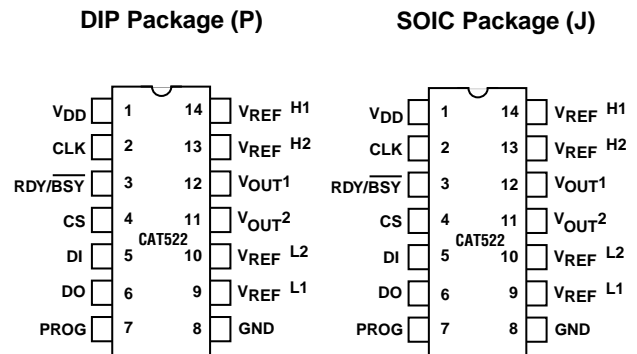 DIP Package (P)
VDD 1 14 VREF H1
CLK 2 13 VREF H2
RDY/BSY 3 12 VOUT1
CS 4 11 VOUT2
CAT522
DI 5 10 VREF L2
DO 6 9 VREF L1
PROG 7 8 GND
SOIC Package (J)
VDD 1 14 VREF H1
CLK 2 13 VREF H2
RDY/BSY 3 12 VOUT1
CS 4 11 VOUT2
CAT522
DI 5 10 VREF L2
DO 6 9 VREF L1
PROG 7 8 GND